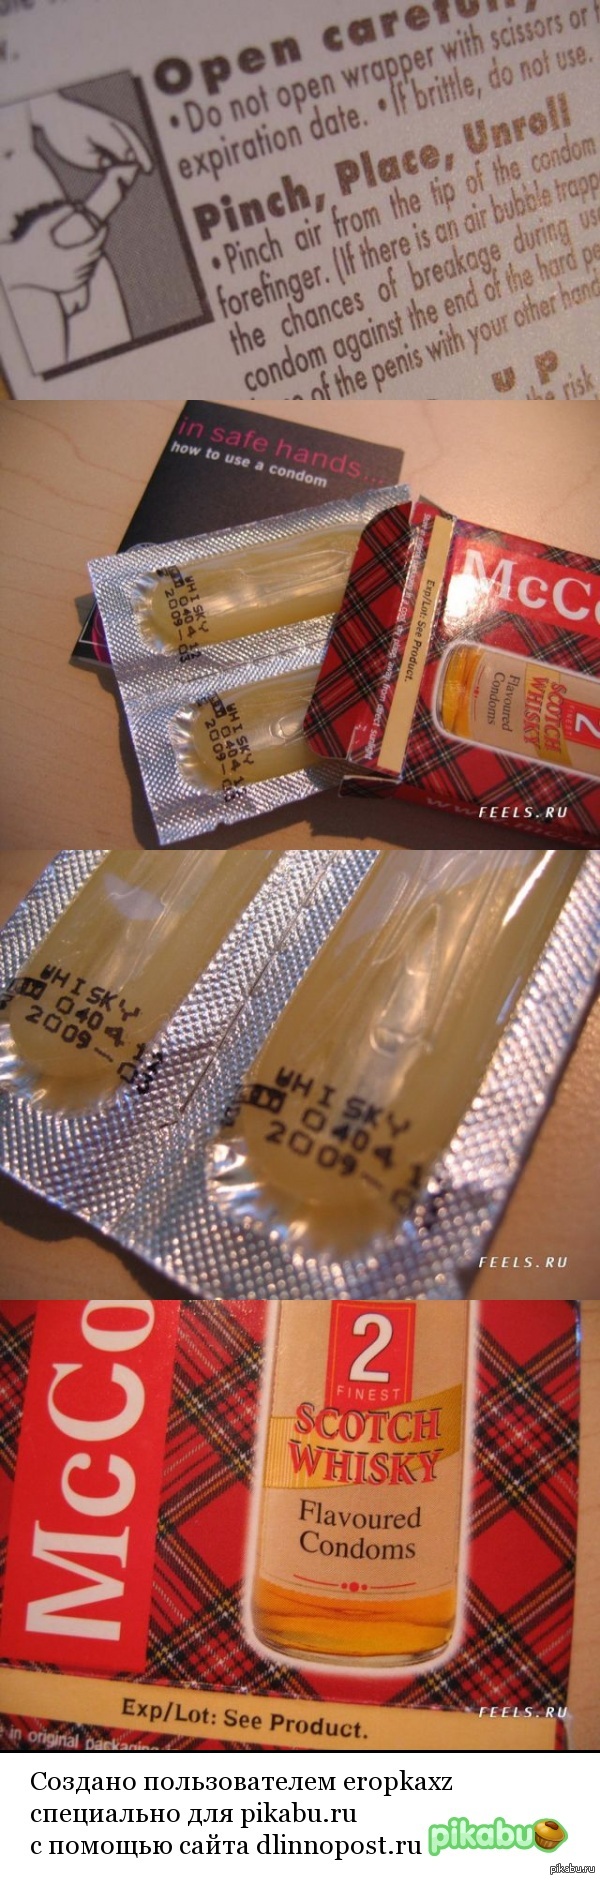 Open carefully
•Do not open wrapper with scissors or
expiration date. •If brittle, do not use.
Pinch, Place, Unroll
•Pinch air from the tip of the condom
forefinger. (If there is an air bubble
the chances of breakage during
condom against the end of the hard
of the penis with your other hand
the risk
in safe hands...
how to use a condom
WHISKY
0404
2009-03
WHISKY
0404
2009-03
Exp/Lot: See Product.
McCo
2
FINEST
SCOTCH
WHISKY
Flavoured
Condoms
FEELS.RU
WHISKY
0404
2009-03
WHISKY
0404
2009-
FEELS.RU
McCo
2
FINEST
SCOTCH
WHISKY
Flavoured
Condoms
Exp/Lot: See Product.
in original packaging
FEELS.RU
Создано пользователем eropkaxz
специально для pikabu.ru
с помощью сайта dlinnopost.ru
pikabu
pikabu.ru